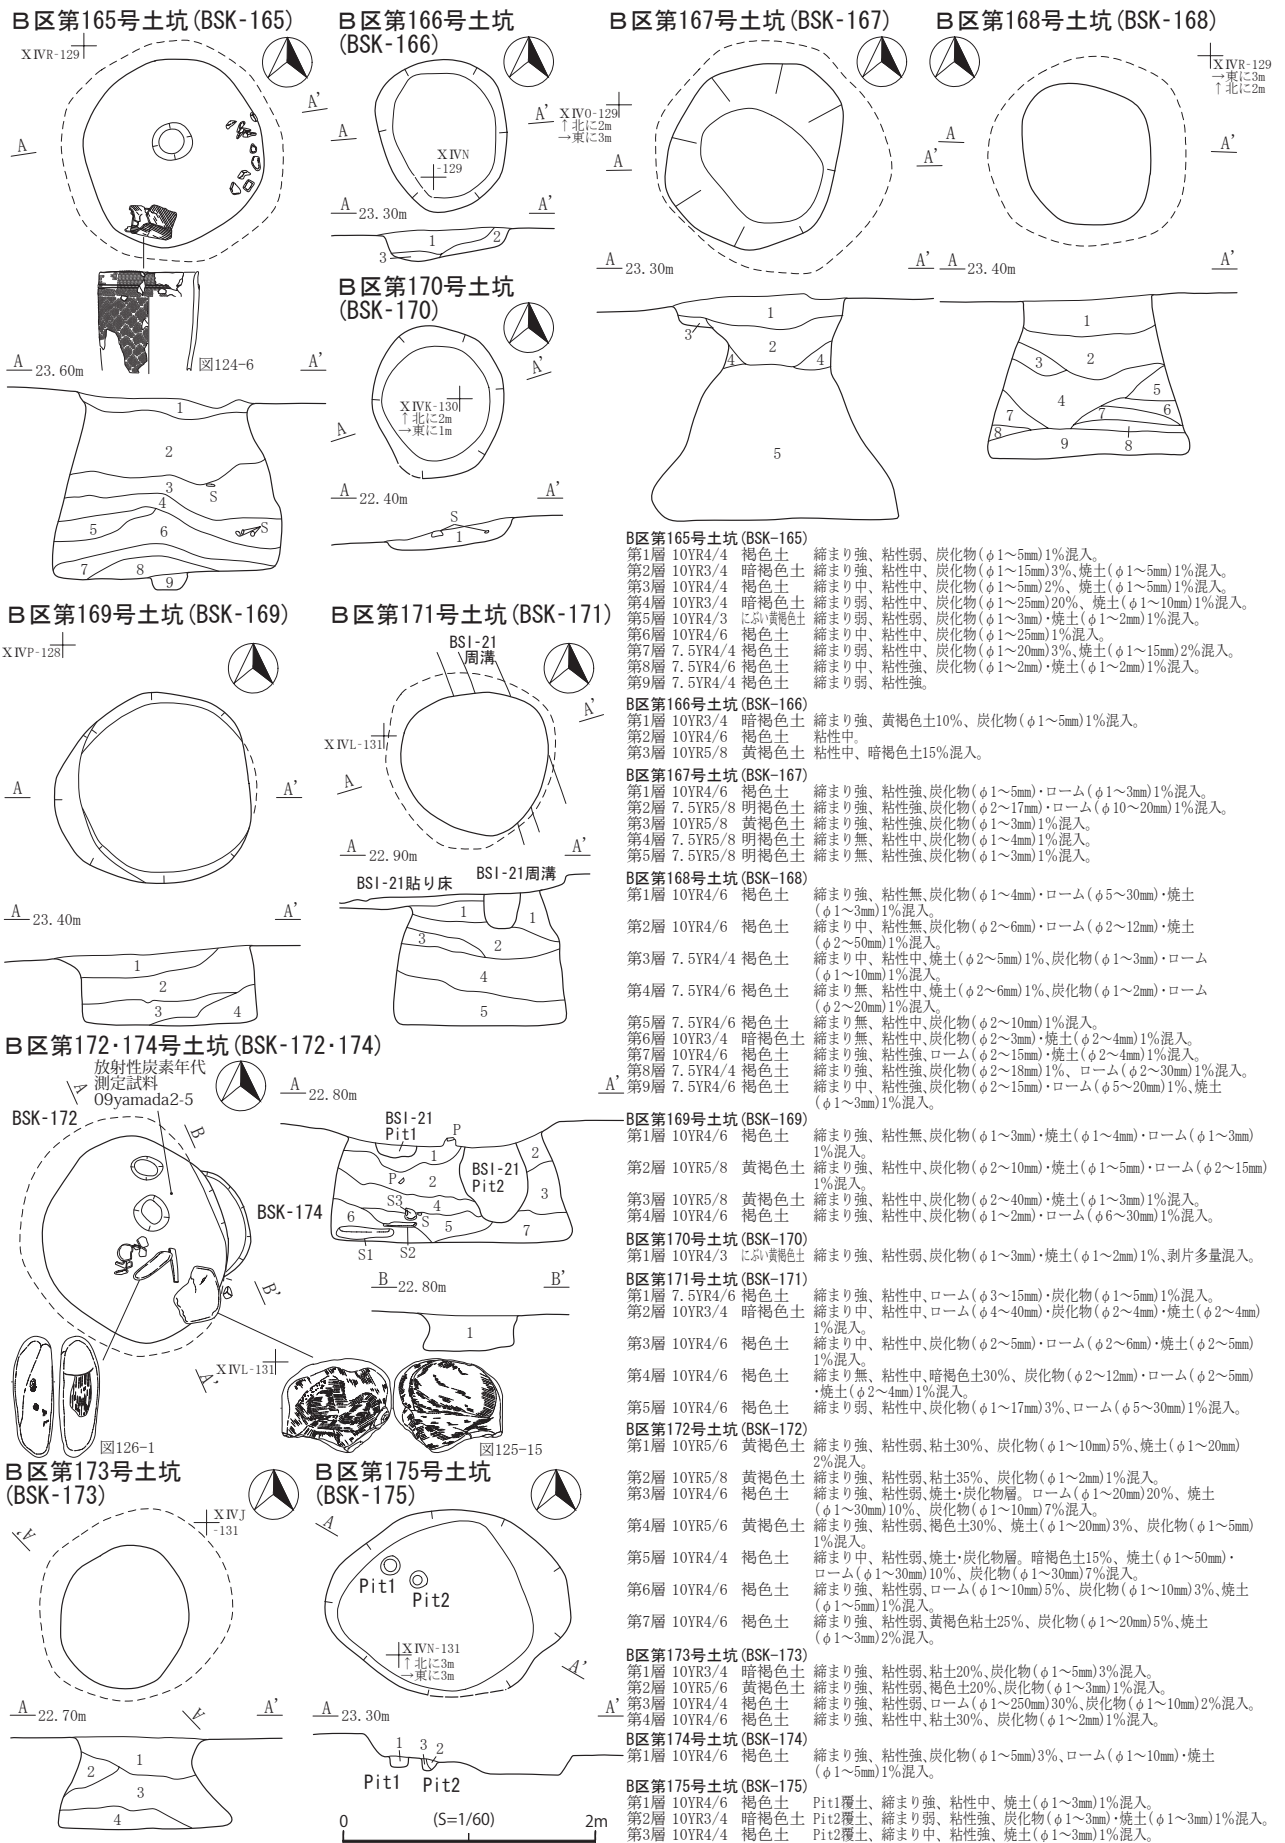 B区第165号土坑(BSK-165)
XIVR-129
A
A'
図124-6
A 23.60m A'
1
2
3
S
4
5
6
S
7
8
9
B区第166号土坑
(BSK-166)
A
A'
XIVN
-129
A 23.30m A'
1
2
3
B区第170号土坑
(BSK-170)
A'
XIVK-130
↑北に2m
→東に1m
A
A 22.40m A'
S
1
B区第167号土坑(BSK-167)
XIVO-129
↑北に2m
→東に3m
A
A'
A 23.30m A'
1
3
2
4
4
5
B区第168号土坑(BSK-168)
XIVR-129
→東に3m
↑北に2m
A
A'
A 23.40m A'
1
3
2
5
4
7
7
6
8
9
8
B区第169号土坑(BSK-169)
XIVP-128
A
A'
A 23.40m A'
1
2
3
4
B区第171号土坑(BSK-171)
BSI-21
周溝
A'
XIVL-131
A
A 22.90m A'
BSI-21貼り床
BSI-21周溝
1
1
3
2
4
5
B区第172・174号土坑(BSK-172・174)
放射性炭素年代
測定試料
09yamada2-5
A
BSK-172
B
BSK-174
B'
A'
XIVL-131
図126-1
図125-15
A 22.80m A'
BSI-21
Pit1
P
1
2
BSI-21
Pit2
P
2
3
S3
4
S
6
5
7
S1
S2
B 22.80m B'
1
B区第173号土坑
(BSK-173)
XIVJ
-131
A
A'
A 22.70m A'
1
2
3
4
B区第175号土坑
(BSK-175)
A
Pit1
Pit2
XIVN-131
↑北に3m
→東に3m
A'
A 23.30m A'
1
3
2
Pit1
Pit2
0 (S=1/60) 2m
B区第165号土坑(BSK-165)
第1層 10YR4/4 褐色土 締まり強、粘性弱、炭化物(φ1～5mm)1%混入。
第2層 10YR3/4 暗褐色土 締まり強、粘性中、炭化物(φ1～15mm)3%、焼土(φ1～5mm)1%混入。
第3層 10YR4/4 褐色土 締まり中、粘性中、炭化物(φ1～5mm)2%、焼土(φ1～5mm)1%混入。
第4層 10YR3/4 暗褐色土 締まり弱、粘性中、炭化物(φ1～25mm)20%、焼土(φ1～10mm)1%混入。
第5層 10YR4/3 にぶい黄褐色土 締まり弱、粘性弱、炭化物(φ1～3mm)・焼土(φ1～2mm)1%混入。
第6層 10YR4/6 褐色土 締まり中、粘性中、炭化物(φ1～25mm)1%混入。
第7層 7.5YR4/4 褐色土 締まり弱、粘性中、炭化物(φ1～20mm)3%、焼土(φ1～15mm)2%混入。
第8層 7.5YR4/6 褐色土 締まり中、粘性強、炭化物(φ1～2mm)・焼土(φ1～2mm)1%混入。
第9層 7.5YR4/4 褐色土 締まり弱、粘性強。
B区第166号土坑(BSK-166)
第1層 10YR3/4 暗褐色土 締まり強、黄褐色土10%、炭化物(φ1～5mm)1%混入。
第2層 10YR4/6 褐色土 粘性中。
第3層 10YR5/8 黄褐色土 粘性中、暗褐色土15%混入。
B区第167号土坑(BSK-167)
第1層 10YR4/6 褐色土 締まり強、粘性強、炭化物(φ1～5mm)・ローム(φ1～3mm)1%混入。
第2層 7.5YR5/8 明褐色土 締まり強、粘性強、炭化物(φ2～17mm)・ローム(φ10～20mm)1%混入。
第3層 10YR5/8 黄褐色土 締まり強、粘性強、炭化物(φ1～3mm)1%混入。
第4層 7.5YR5/8 明褐色土 締まり無、粘性中、炭化物(φ1～4mm)1%混入。
第5層 7.5YR5/8 明褐色土 締まり無、粘性強、炭化物(φ1～3mm)1%混入。
B区第168号土坑(BSK-168)
第1層 10YR4/6 褐色土 締まり強、粘性無、炭化物(φ1～4mm)・ローム(φ5～30mm)・焼土
(φ1～3mm)1%混入。
第2層 10YR4/6 褐色土 締まり中、粘性無、炭化物(φ2～6mm)・ローム(φ2～12mm)・焼土
(φ2～50mm)1%混入。
第3層 7.5YR4/4 褐色土 締まり中、粘性中、焼土(φ2～5mm)1%、炭化物(φ1～3mm)・ローム
(φ1～10mm)1%混入。
第4層 7.5YR4/6 褐色土 締まり無、粘性中、焼土(φ2～6mm)1%、炭化物(φ1～2mm)・ローム
(φ2～20mm)1%混入。
第5層 7.5YR4/6 褐色土 締まり無、粘性中、炭化物(φ2～10mm)1%混入。
第6層 10YR3/4 暗褐色土 締まり無、粘性中、炭化物(φ2～3mm)・焼土(φ2～4mm)1%混入。
第7層 10YR4/6 褐色土 締まり強、粘性強、ローム(φ2～15mm)・焼土(φ2～4mm)1%混入。
第8層 7.5YR4/4 褐色土 締まり強、粘性強、炭化物(φ2～18mm)1%、ローム(φ2～30mm)1%混入。
第9層 7.5YR4/6 褐色土 締まり強、粘性中、炭化物(φ2～15mm)・ローム(φ5～20mm)1%、焼土
(φ1～3mm)1%混入。
B区第169号土坑(BSK-169)
第1層 10YR4/6 褐色土 締まり強、粘性無、炭化物(φ1～3mm)・焼土(φ1～4mm)・ローム(φ1～3mm)
1%混入。
第2層 10YR5/8 黄褐色土 締まり強、粘性中、炭化物(φ2～10mm)・焼土(φ1～5mm)・ローム(φ2～15mm)
1%混入。
第3層 10YR5/8 黄褐色土 締まり強、粘性中、炭化物(φ2～40mm)・焼土(φ1～3mm)1%混入。
第4層 10YR4/6 褐色土 締まり強、粘性中、炭化物(φ1～2mm)・ローム(φ6～30mm)1%混入。
B区第170号土坑(BSK-170)
第1層 10YR4/3 にぶい黄褐色土 締まり強、粘性弱、炭化物(φ1～3mm)・焼土(φ1～2mm)1%、剥片多量混入。
B区第171号土坑(BSK-171)
第1層 7.5YR4/6 褐色土 締まり強、粘性中、ローム(φ3～15mm)・炭化物(φ1～5mm)1%混入。
第2層 10YR3/4 暗褐色土 締まり中、粘性中、ローム(φ4～40mm)・炭化物(φ2～4mm)・焼土(φ2～4mm)
1%混入。
第3層 10YR4/6 褐色土 締まり中、粘性中、炭化物(φ2～5mm)・ローム(φ2～6mm)・焼土(φ2～5mm)
1%混入。
第4層 10YR4/6 褐色土 締まり無、粘性中、暗褐色土30%、炭化物(φ2～12mm)・ローム(φ2～5mm)
・焼土(φ2～4mm)1%混入。
第5層 10YR4/6 褐色土 締まり弱、粘性中、炭化物(φ1～17mm)3%、ローム(φ5～30mm)1%混入。
B区第172号土坑(BSK-172)
第1層 10YR5/6 黄褐色土 締まり強、粘性弱、粘土30%、炭化物(φ1～10mm)5%、焼土(φ1～20mm)
2%混入。
第2層 10YR5/8 黄褐色土 締まり強、粘性弱、粘土35%、炭化物(φ1～2mm)1%混入。
第3層 10YR4/6 褐色土 締まり強、粘性弱、焼土・炭化物層。ローム(φ1～20mm)20%、焼土
(φ1～30mm)10%、炭化物(φ1～10mm)7%混入。
第4層 10YR5/6 黄褐色土 締まり強、粘性弱、褐色土30%、焼土(φ1～20mm)3%、炭化物(φ1～5mm)
1%混入。
第5層 10YR4/4 褐色土 締まり中、粘性弱、焼土・炭化物層。暗褐色土15%、焼土(φ1～50mm)・
ローム(φ1～30mm)10%、炭化物(φ1～30mm)7%混入。
第6層 10YR4/6 褐色土 締まり強、粘性弱、ローム(φ1～10mm)5%、炭化物(φ1～10mm)3%、焼土
(φ1～5mm)1%混入。
第7層 10YR4/6 褐色土 締まり強、粘性弱、黄褐色粘土25%、炭化物(φ1～20mm)5%、焼土
(φ1～3mm)2%混入。
B区第173号土坑(BSK-173)
第1層 10YR3/4 暗褐色土 締まり強、粘性弱、粘土20%、炭化物(φ1～5mm)3%混入。
第2層 10YR5/6 黄褐色土 締まり強、粘性弱、褐色土20%、炭化物(φ1～3mm)1%混入。
第3層 10YR4/4 褐色土 締まり強、粘性弱、ローム(φ1～250mm)30%、炭化物(φ1～10mm)2%混入。
第4層 10YR4/6 褐色土 締まり強、粘性中、粘土30%、炭化物(φ1～2mm)1%混入。
B区第174号土坑(BSK-174)
第1層 10YR4/6 褐色土 締まり強、粘性強、炭化物(φ1～5mm)3%、ローム(φ1～10mm)・焼土
(φ1～5mm)1%混入。
B区第175号土坑(BSK-175)
第1層 10YR4/6 褐色土 Pit1覆土、締まり強、粘性中、焼土(φ1～3mm)1%混入。
第2層 10YR3/4 暗褐色土 Pit2覆土、締まり弱、粘性強、炭化物(φ1～3mm)・焼土(φ1～3mm)1%混入。
第3層 10YR4/4 褐色土 Pit2覆土、締まり中、粘性強、焼土(φ1～3mm)1%混入。